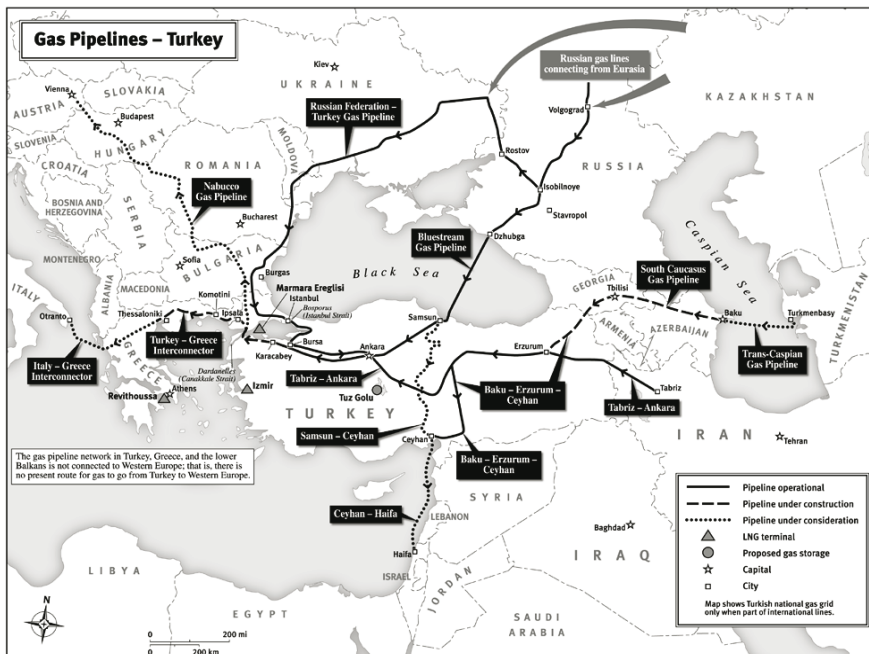 Gas Pipelines – Turkey
Russian gas lines
connecting from Eurasia
Kiev
UKRAINE
Vienna
SLOVAKIA
AUSTRIA
Budapest
HUNGARY
SLOVENIA
CROATIA
Russian Federation –
Turkey Gas Pipeline
MOLDOVA
Volgograd
KAZAKHSTAN
Rostov
RUSSIA
ROMANIA
Isobilnoye
Stavropol
BOSNIA AND
HERZEGOVINA
SERBIA
Nabucco
Gas Pipeline
Bucharest
Dzhubga
Bluestream
Gas Pipeline
Caspian Sea
MONTENEGRO
Sofia
BULGARIA
Burgas
Black Sea
GEORGIA
Tbilisi
South Caucasus
Gas Pipeline
ITALY
ALBANIA
MACEDONIA
Marmara Ereglisi
Istanbul
Bosporus
(Istanbul Strait)
Otranto
Thessaloniki
Komotini
Ipsala
Samsun
ARMENIA
AZERBAIJAN
Baku
Turkmenbasy
TURKMENISTAN
Turkey – Greece
Interconnector
Karacabey
Bursa
Ankara
Erzurum
Trans-Caspian
Gas Pipeline
Italy – Greece
Interconnector
GREECE
Dardanelles
(Canakkale Strait)
Tabriz – Ankara
Baku – Erzurum –
Ceyhan
Tabriz
Tabriz – Ankara
Athens
Revithoussa
Izmir
Tuz Golu
TURKEY
Samsun – Ceyhan
Ceyhan
Baku – Erzurum –
Ceyhan
IRAN
Tehran
The gas pipeline network in Turkey, Greece, and the lower
Balkans is not connected to Western Europe; that is, there is
no present route for gas to go from Turkey to Western Europe.
SYRIA
Ceyhan – Haifa
LEBANON
Haifa
Baghdad
IRAQ
ISRAEL
JORDAN
LIBYA
EGYPT
SAUDI
ARABIA
N
0 200 mi
0 200 km
Pipeline operational
Pipeline under construction
Pipeline under consideration
LNG terminal
Proposed gas storage
Capital
City
Map shows Turkish national gas grid
only when part of international lines.